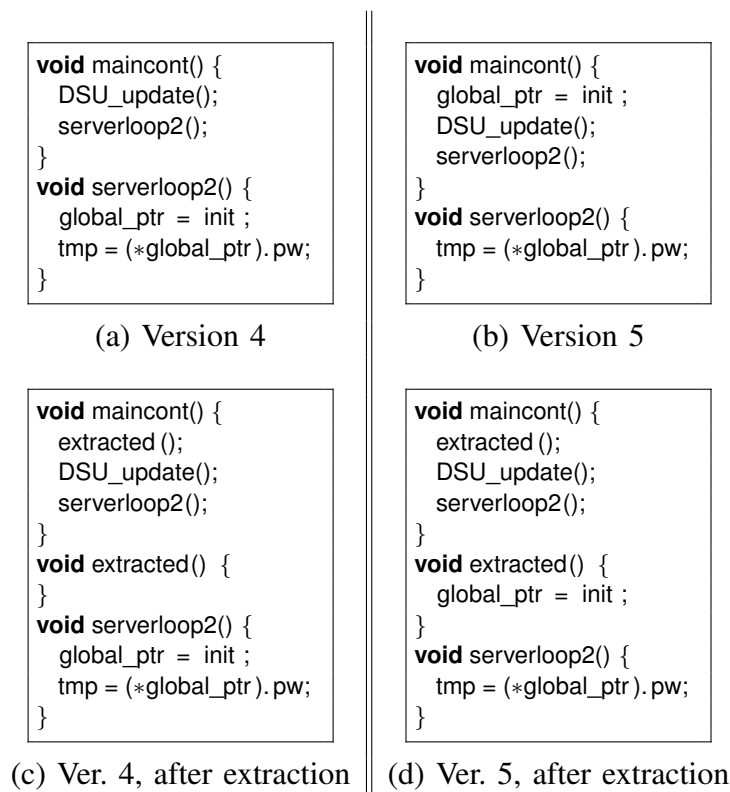 void maincont() {
DSU_update();
serverloop2();
}
void serverloop2() {
global_ptr = init ;
tmp = (*global_ptr).pw;
}
(a) Version 4
void maincont() {
global_ptr = init ;
DSU_update();
serverloop2();
}
void serverloop2() {
tmp = (*global_ptr).pw;
}
(b) Version 5
void maincont() {
extracted ();
DSU_update();
serverloop2();
}
void extracted() {
}
void serverloop2() {
global_ptr = init ;
tmp = (*global_ptr).pw;
}
(c) Ver. 4, after extraction
void maincont() {
extracted ();
DSU_update();
serverloop2();
}
void extracted() {
global_ptr = init ;
}
void serverloop2() {
tmp = (*global_ptr).pw;
}
(d) Ver. 5, after extraction